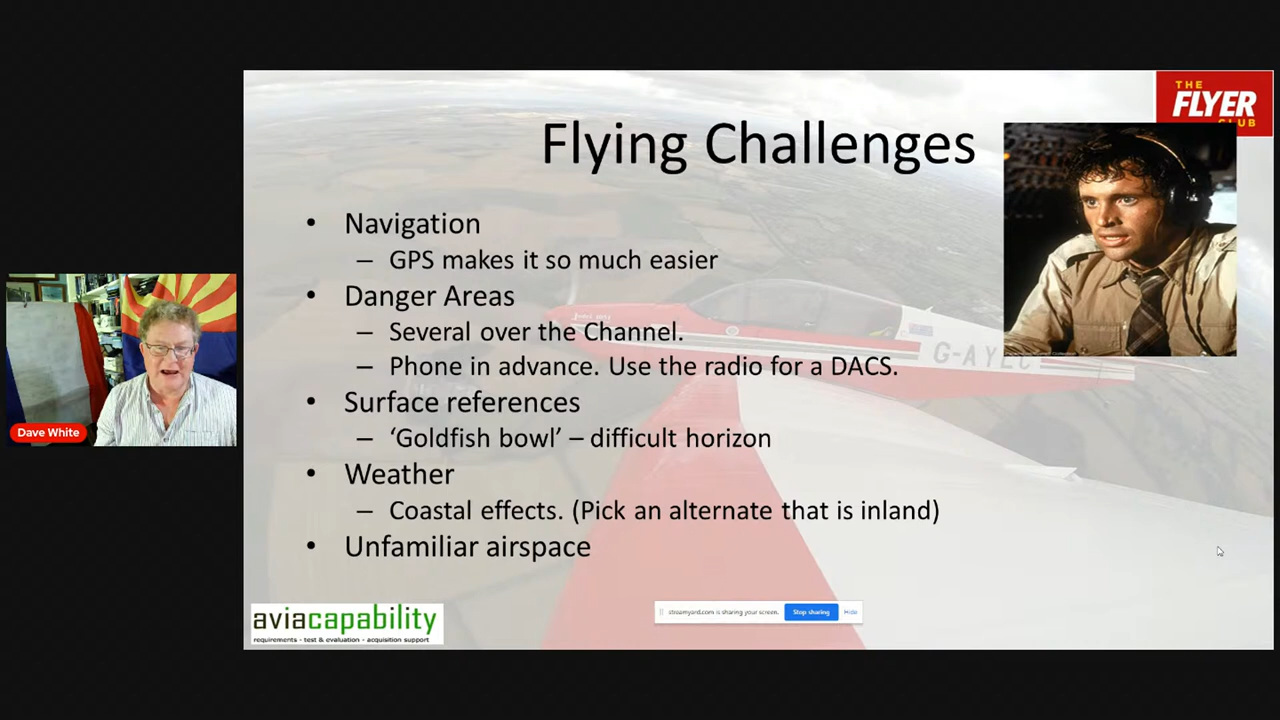 THE
FLYER
CLUB
Flying Challenges
• Navigation
– GPS makes it so much easier
• Danger Areas
– Several over the Channel.
– Phone in advance. Use the radio for a DACS.
• Surface references
– ‘Goldfish bowl’ – difficult horizon
• Weather
– Coastal effects. (Pick an alternate that is inland)
• Unfamiliar airspace
Dave White
aviacapability
requirements - test & evaluation - acquisition support
streamyard.com is sharing your screen. Stop sharing Hide